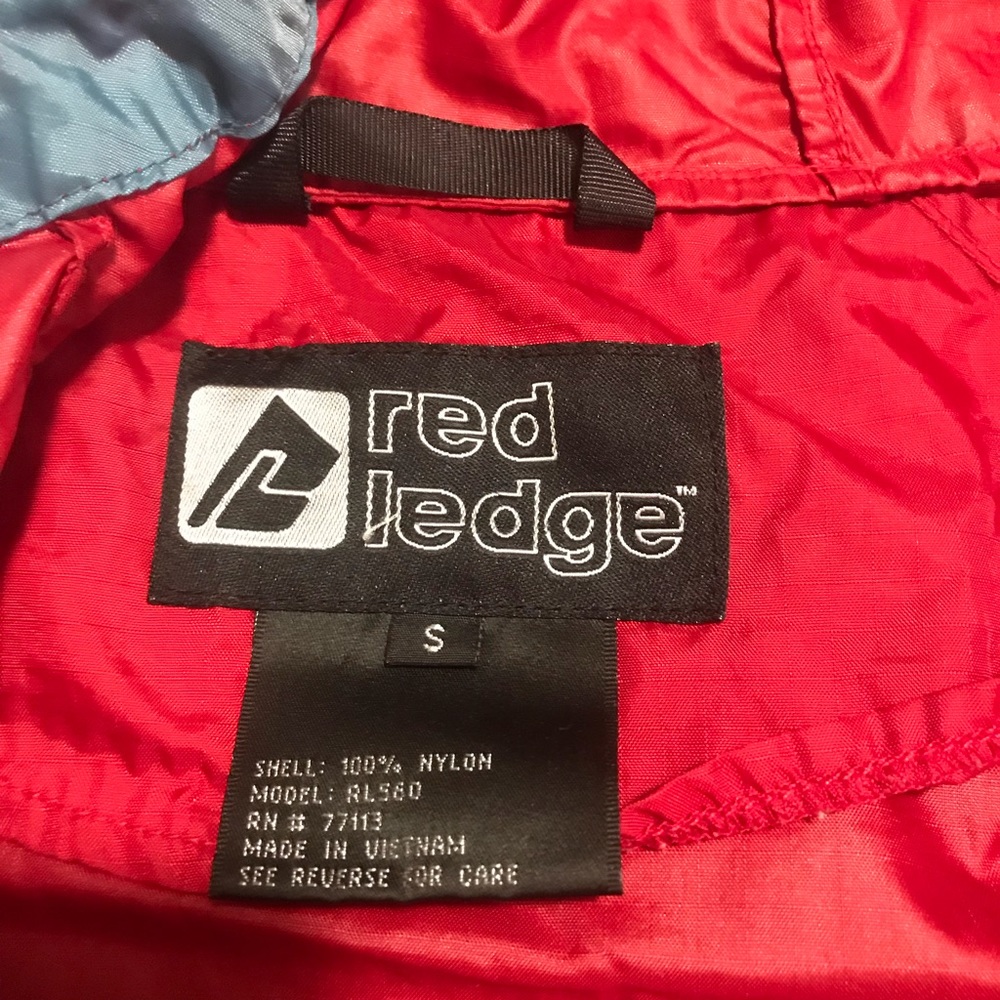 red
ledge™
S
SHELL: 100% NYLON
MODEL: RL560
RN # 77113
MADE IN VIETNAM
SEE REVERSE FOR CARE